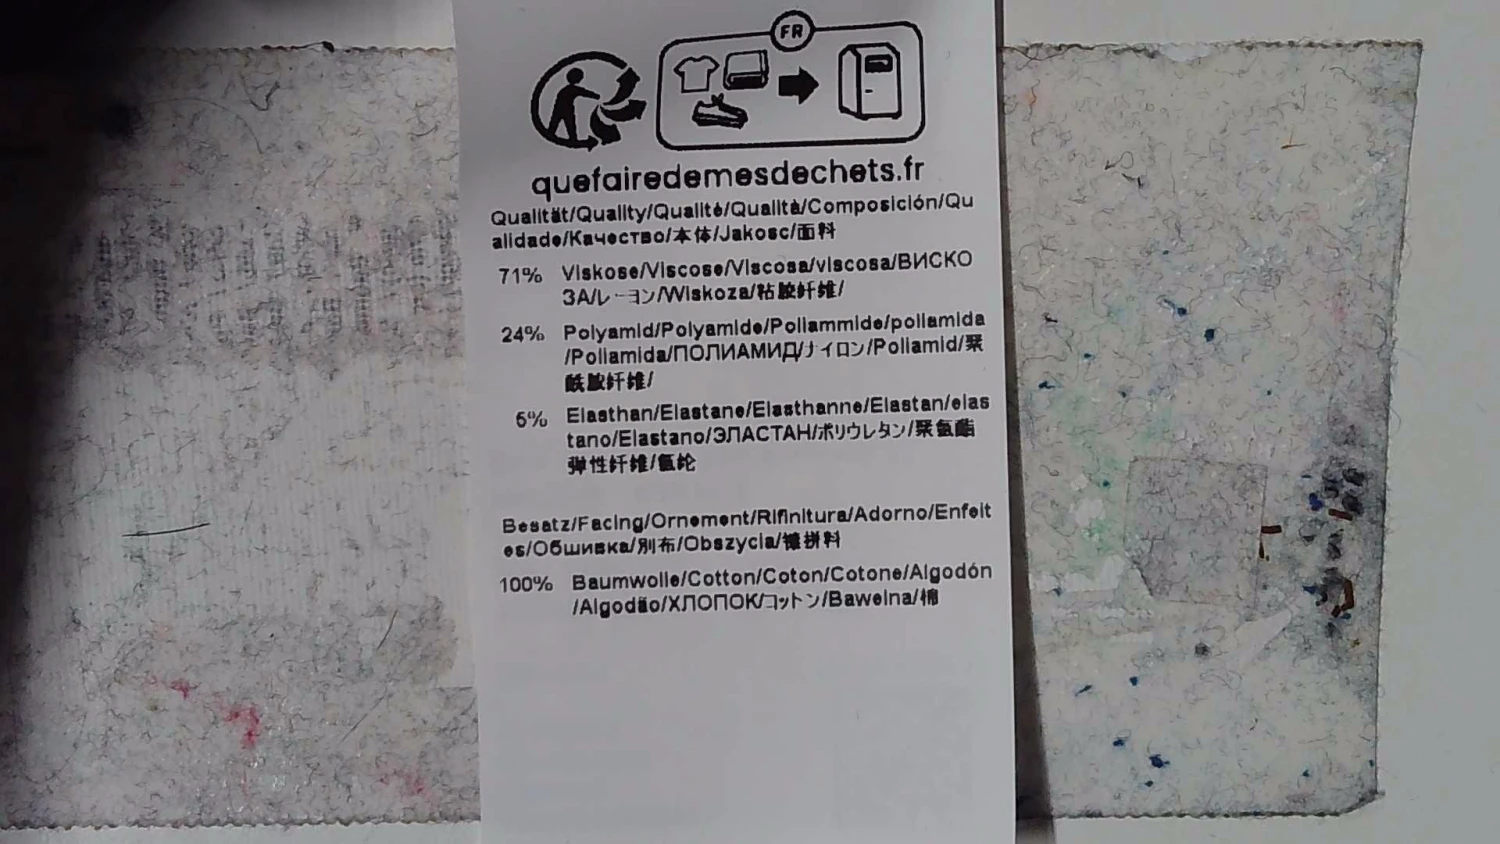 FR
quefairedemesdechets.fr
Qualität/Quality/Qualité/Qualità/Composición/Qu
alidade/Качество/本体/Jakosc/面料
71% Viskose/Viscose/Viscosa/viscosa/ВИСКО
ЗА/レーヨン/Wiskoza/粘胶纤维/
24% Polyamid/Polyamide/Poliammide/poliamida
/Poliamida/ПОЛИАМИД/ナイロン/Poliamid/聚
酰胺纤维/
5% Elasthan/Elastane/Elasthanne/Elastan/elas
tano/Elastano/ЭЛАСТАН/ポリウレタン/聚氨酯
弹性纤维/氨纶
Besatz/Facing/Ornement/Rifinitura/Adorno/Enfeit
es/Обшивка/別布/Obszycia/镶拼料
100% Baumwolle/Cotton/Coton/Cotone/Algodón
/Algodão/ХЛОПОК/コットン/Bawelna/棉